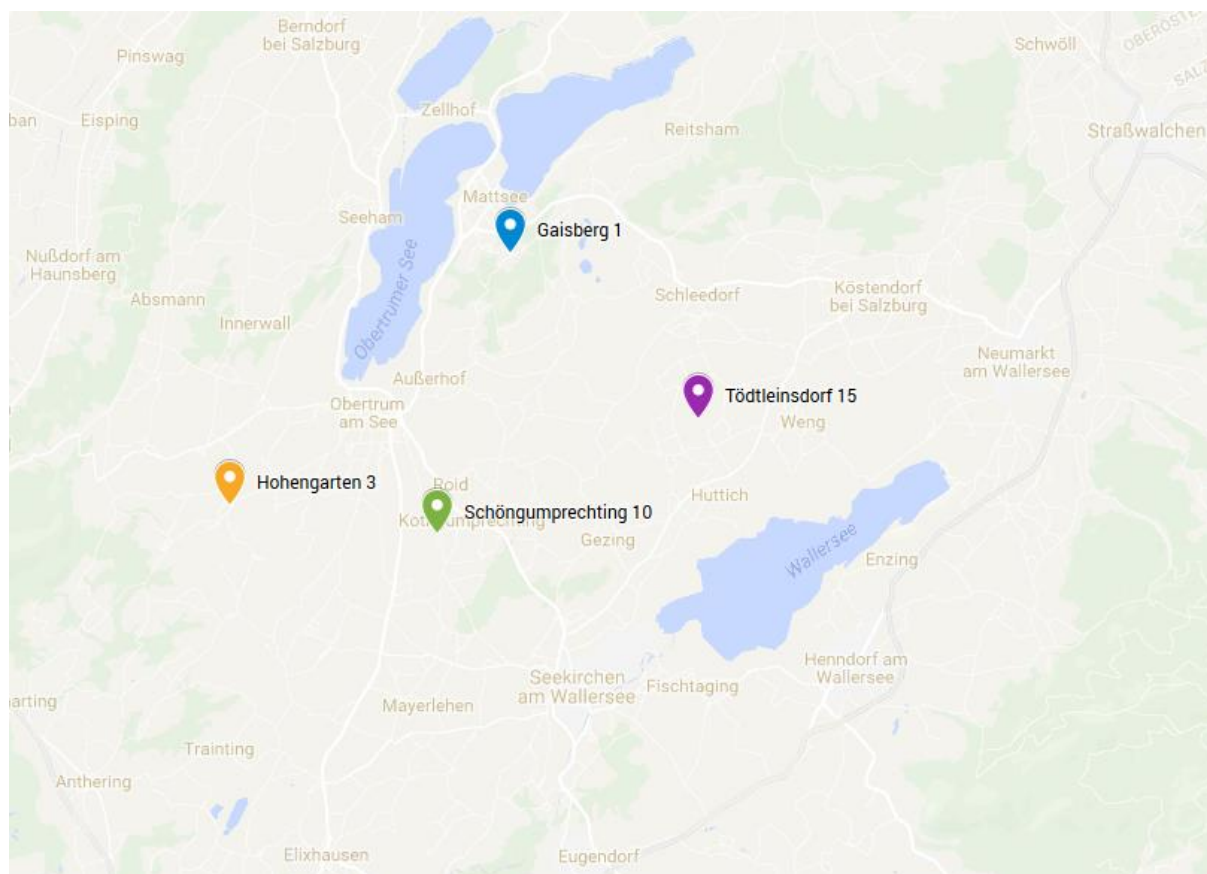 Berndorf
bei Salzburg
Pinswag
Schwöll
OBERÖSTE
SALZ
ban
Eisping
Zellhof
Reitsham
Straßwalchen
Mattsee
Seeham
Gaisberg 1
Nußdorf am
Haunsberg
Obertrumer See
Absmann
Innerwall
Schleedorf
Köstendorf
bei Salzburg
Neumarkt
am Wallersee
Außerhof
Obertrum
am See
Tödtleinsdorf 15
Weng
Hohengarten 3
Roid
Huttich
Schöngumprechting 10
Gezing
Wallersee
Enzing
Seekirchen
am Wallersee
Fischtaging
Henndorf am
Wallersee
arting
Mayerlehen
Trainting
Anthering
Elixhausen
Eugendorf